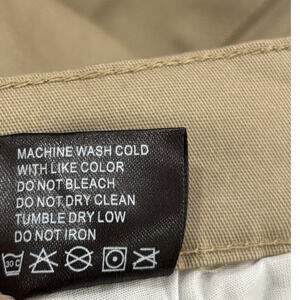 MACHINE WASH COLD
WITH LIKE COLOR
DO NOT BLEACH
DO NOT DRY CLEAN
TUMBLE DRY LOW
DO NOT IRON
30C